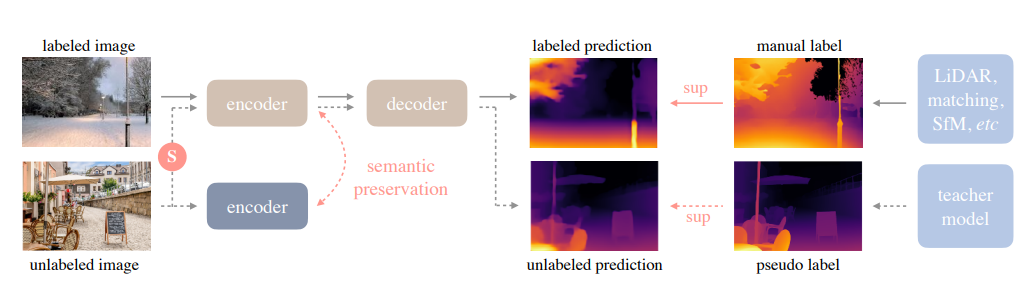 labeled image
labeled prediction
manual label
encoder
decoder
sup
LiDAR,
matching,
SfM, etc
S
semantic
preservation
encoder
sup
teacher
model
unlabeled image
unlabeled prediction
pseudo label